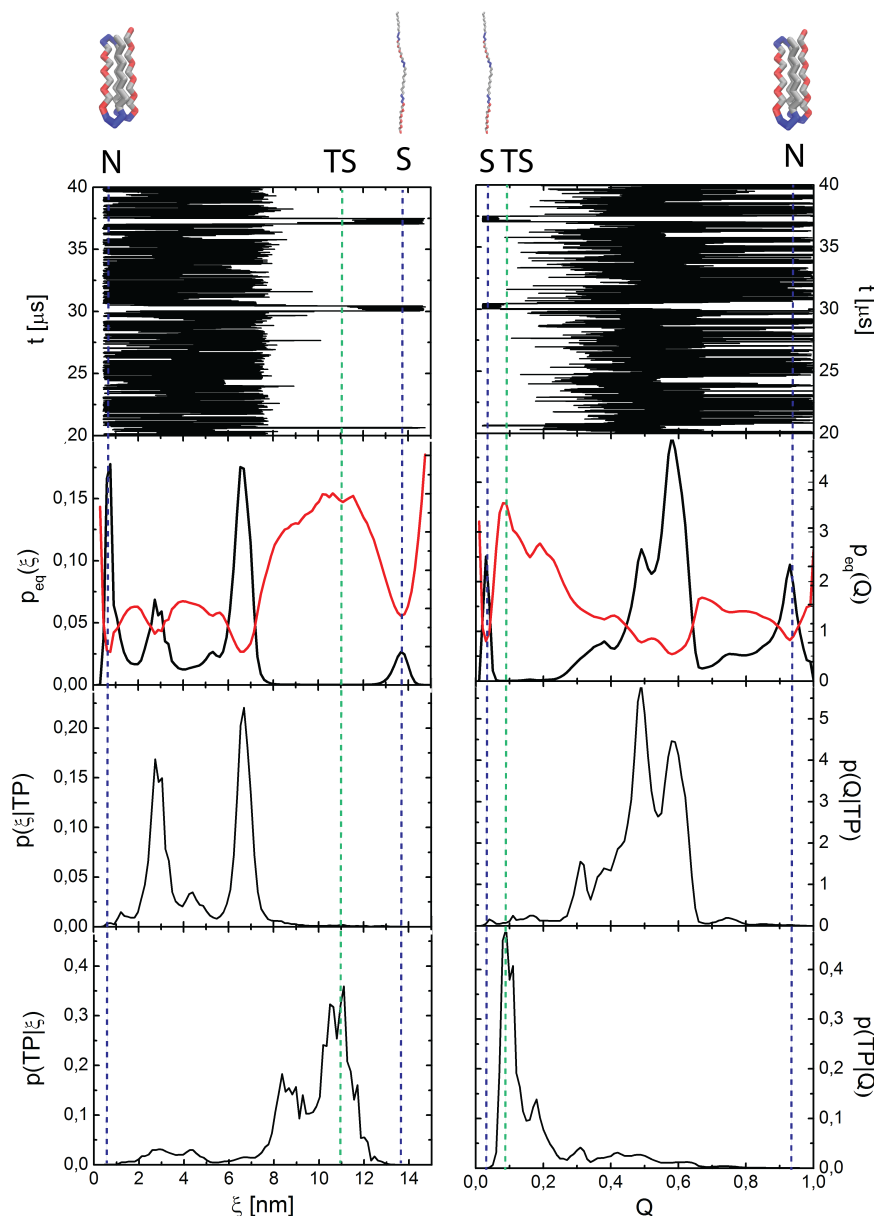 N TS S
S TS N
40
35
30
25
20
t [µs]
40
35
30
25
20
t [µs]
0,15
0,10
0,05
0,00
p_eq(ξ)
4
3
2
1
0
p_eq(Q)
0,20
0,15
0,10
0,05
0,00
p(ξ|TP)
5
4
3
2
1
0
p(Q|TP)
0,4
0,3
0,2
0,1
0,0
p(TP|ξ)
0,4
0,3
0,2
0,1
0,0
p(TP|Q)
0 2 4 6 8 10 12 14
ξ [nm]
0,0 0,2 0,4 0,6 0,8 1,0
Q